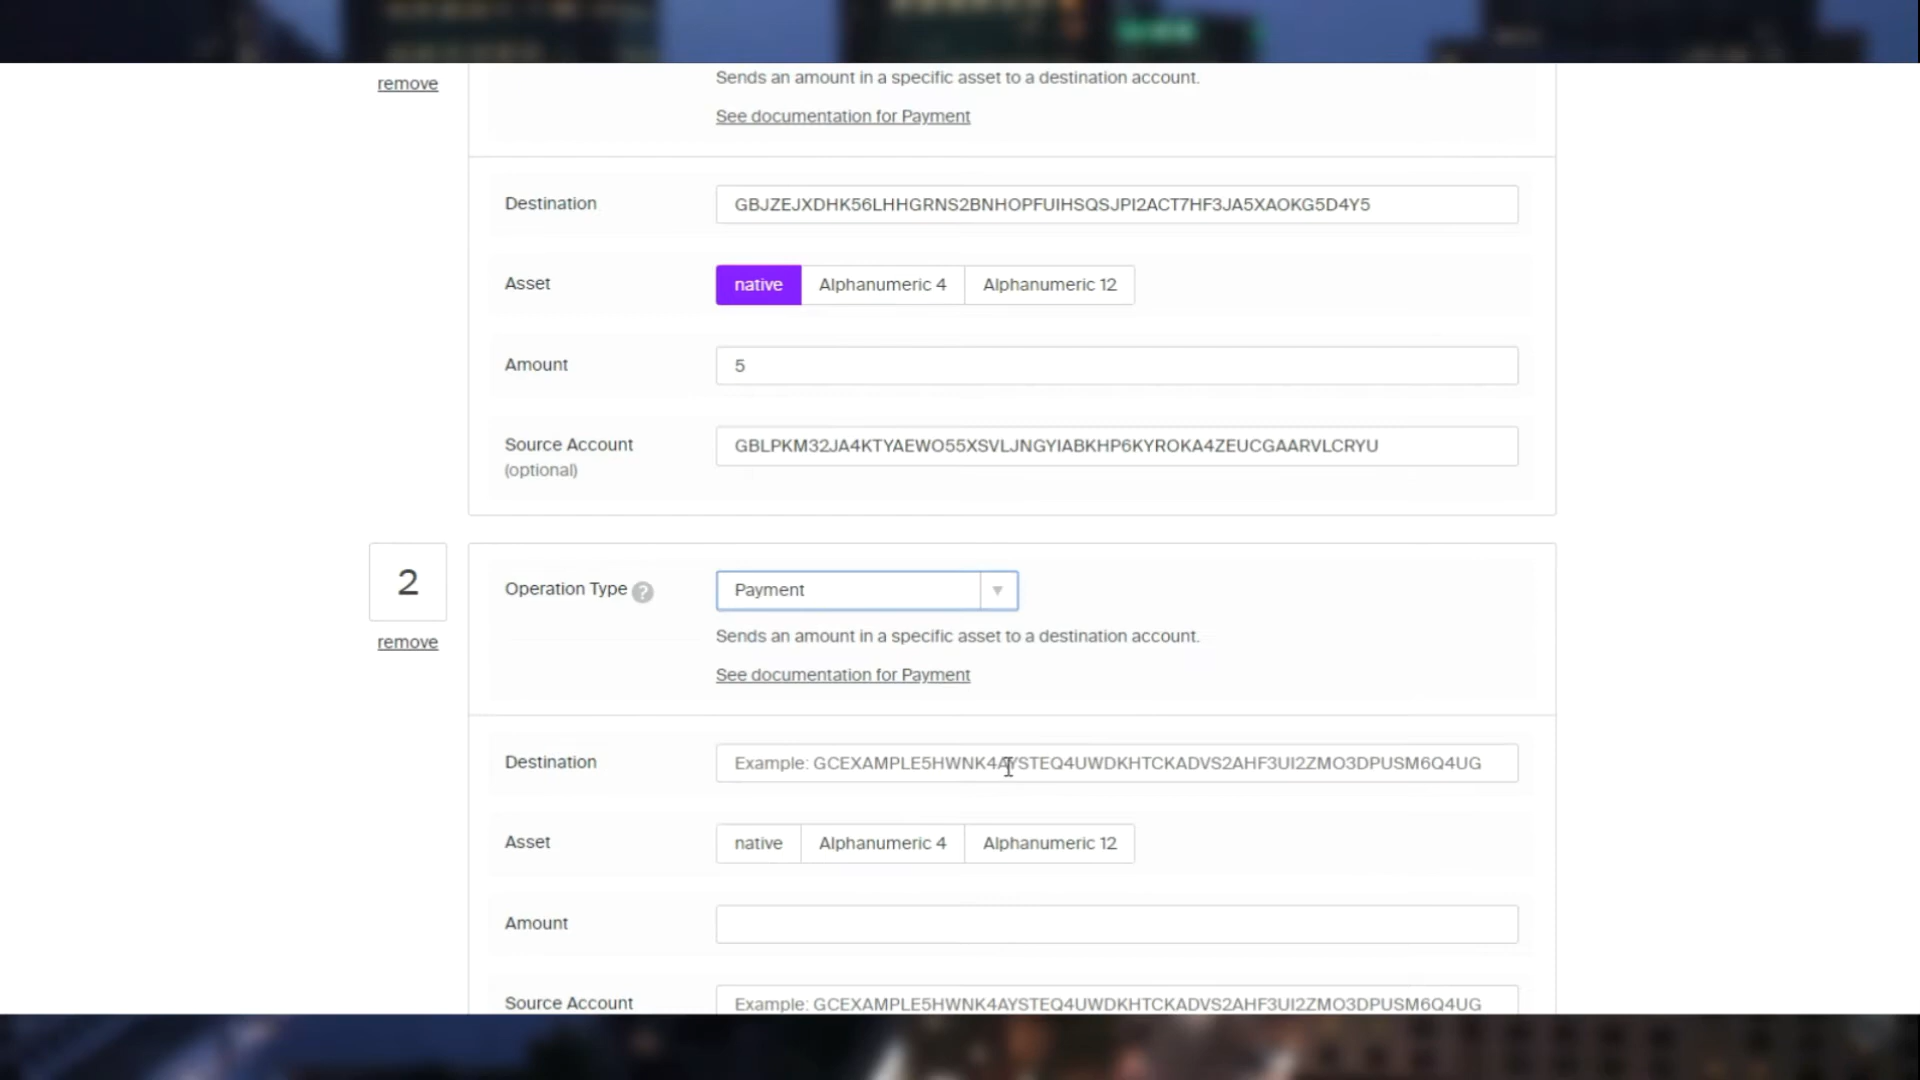 Sends an amount in a specific asset to a destination account.
remove
See documentation for Payment
Destination
GBJZEJXDHK56LHHGRNS2BNHOPFUIHSQSJPI2ACT7HF3JA5XAOKG5D4Y5
Asset
native
Alphanumeric 4
Alphanumeric 12
Amount
5
Source Account
(optional)
GBLPKM32JA4KTYAEWO55XSVLJNGYIABKHP6KYROKA4ZEUCGAARVLCRYU
2
remove
Operation Type ?
Payment
Sends an amount in a specific asset to a destination account.
See documentation for Payment
Destination
Example: GCEXAMPLE5HWNK4AYSTEQ4UWDKHTCKADVS2AHF3UI2ZMO3DPUSM6Q4UG
Asset
native
Alphanumeric 4
Alphanumeric 12
Amount
Source Account
Example: GCEXAMPLE5HWNK4AYSTEQ4UWDKHTCKADVS2AHF3UI2ZMO3DPUSM6Q4UG